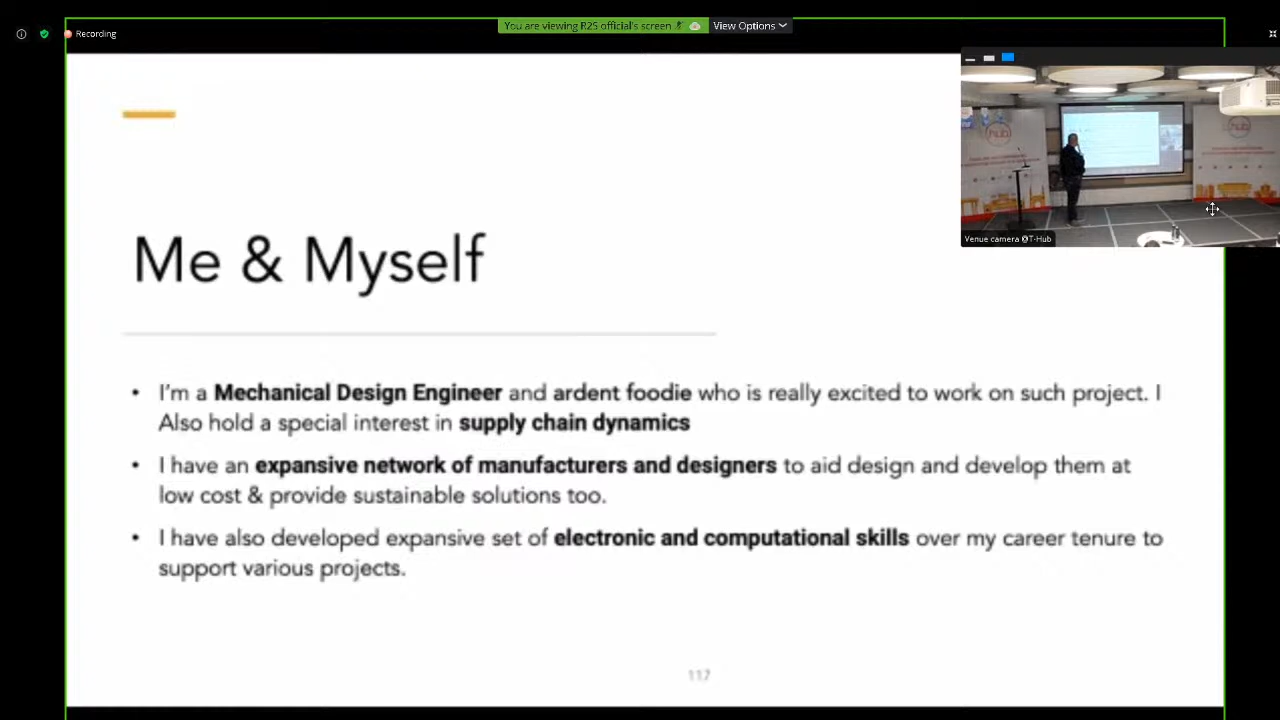 You are viewing R25 official's screen
View Options
Recording
hub
hub
Venue camera @T-Hub
Me & Myself
• I'm a Mechanical Design Engineer and ardent foodie who is really excited to work on such project. I
Also hold a special interest in supply chain dynamics
• I have an expansive network of manufacturers and designers to aid design and develop them at
low cost & provide sustainable solutions too.
• I have also developed expansive set of electronic and computational skills over my career tenure to
support various projects.
117